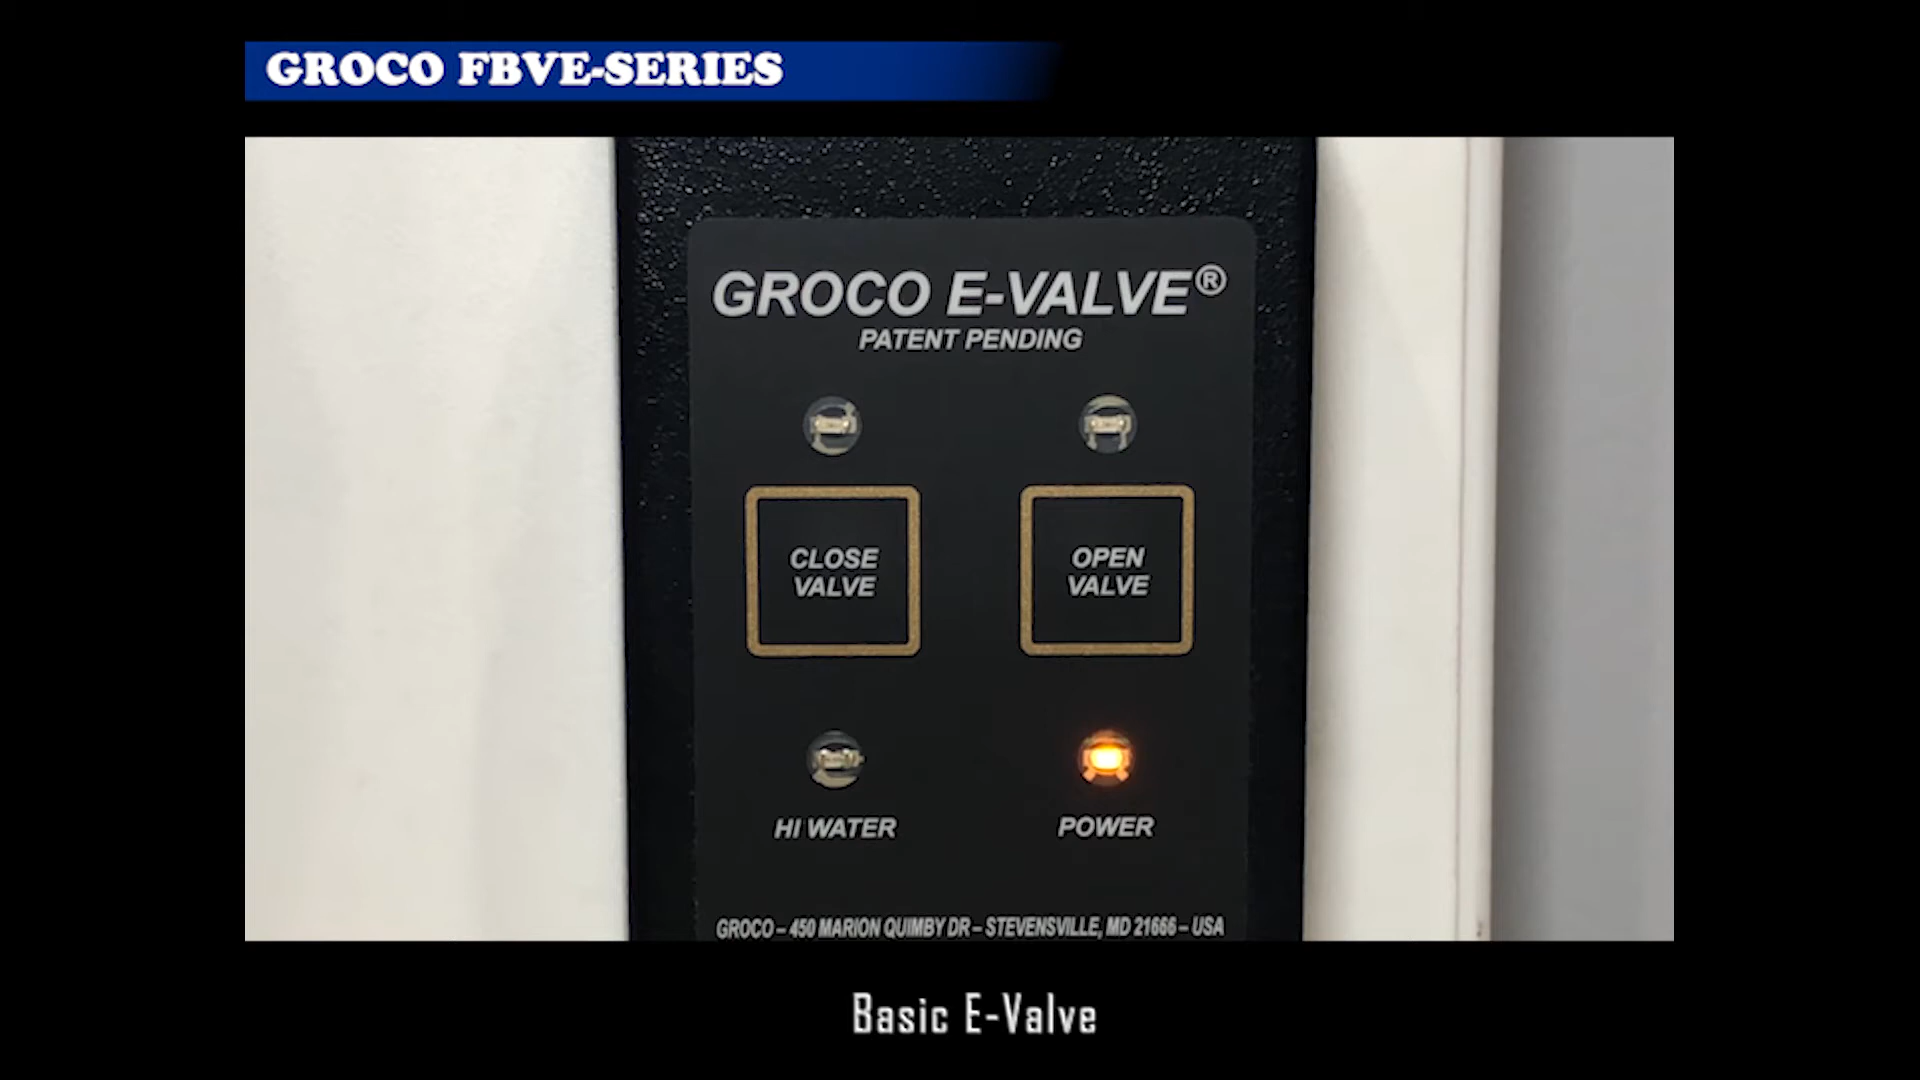 GROCO FBVE-SERIES
GROCO E-VALVE®
PATENT PENDING
CLOSE
VALVE
OPEN
VALVE
HI WATER
POWER
GROCO – 450 MARION QUIMBY DR – STEVENSVILLE, MD 21666 – USA
Basic E-Valve